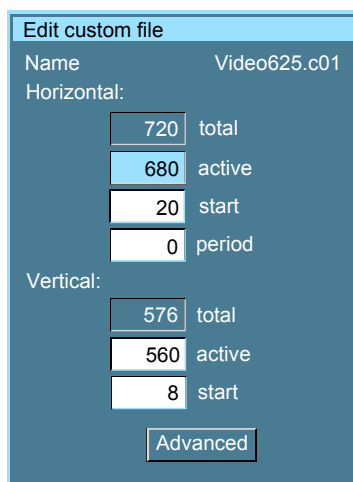 Edit custom file
Name Video625.c01
Horizontal:
720 total
680 active
20 start
0 period
Vertical:
576 total
560 active
8 start
Advanced